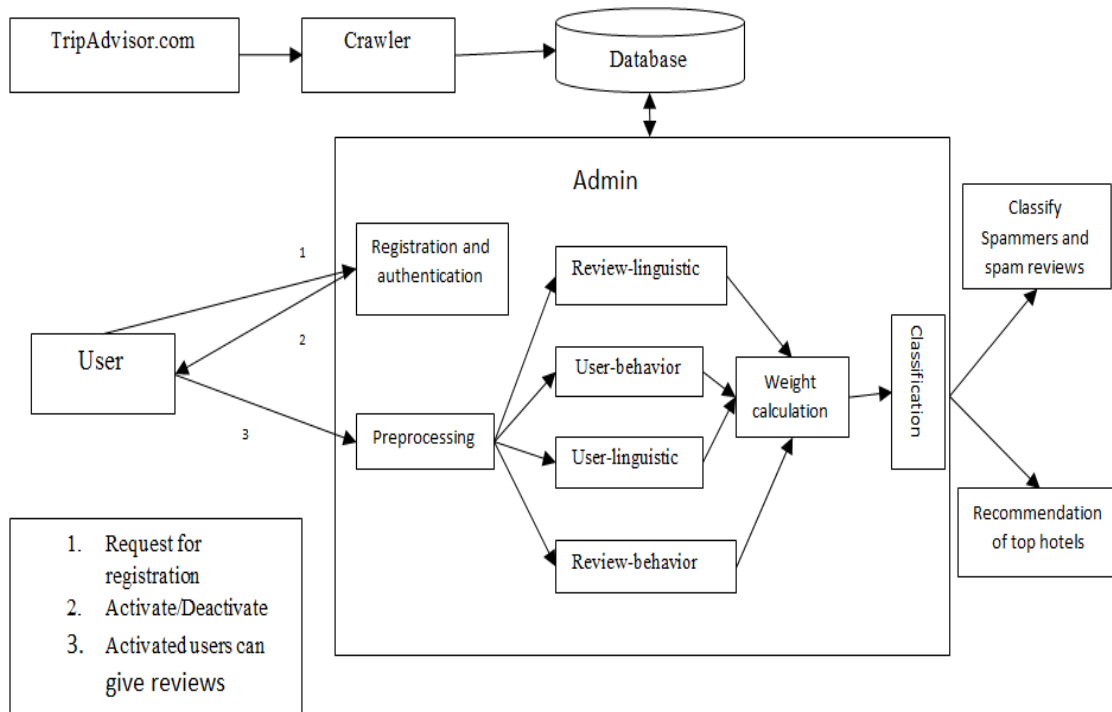 TripAdvisor.com
Crawler
Database
Admin
Registration and
authentication
Review-linguistic
Classify
Spammers and
spam reviews
1
2
User
User-behavior
Weight
calculation
Classification
3
Preprocessing
User-linguistic
Review-behavior
Recommendation
of top hotels
1. Request for
registration
2. Activate/Deactivate
3. Activated users can
give reviews